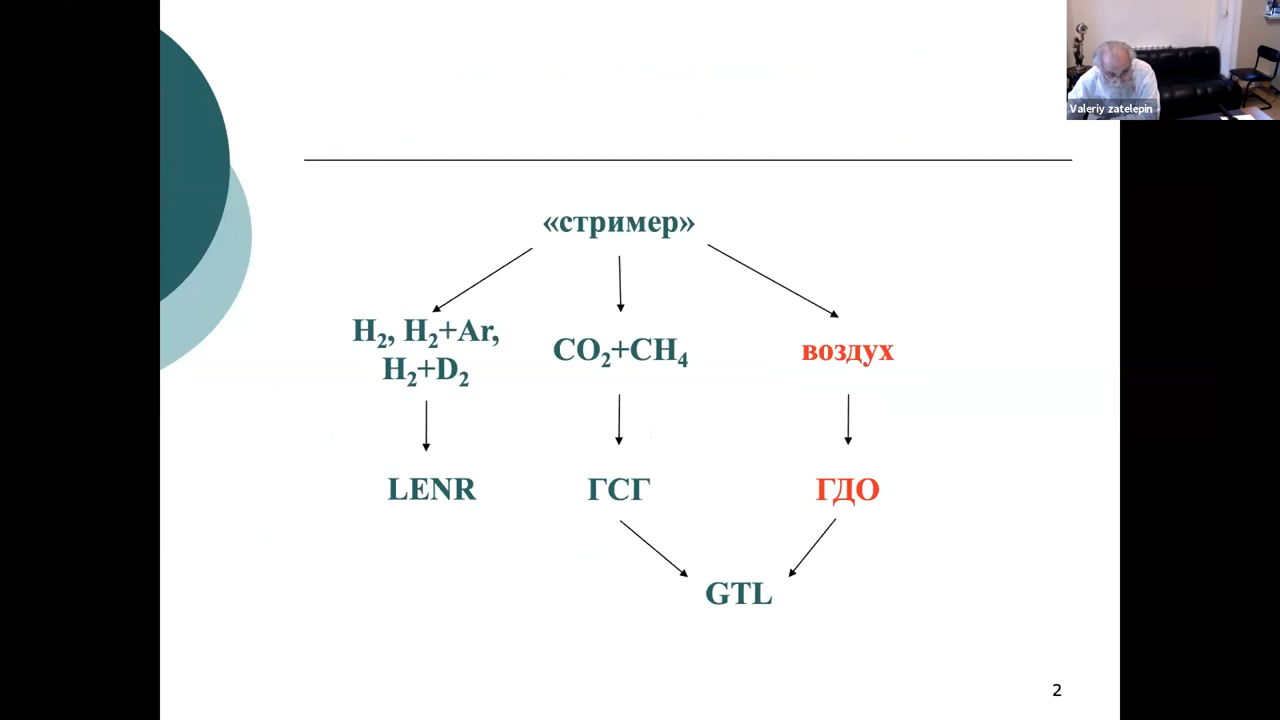 Valeriy zatelepin
«стример»
H₂, H₂+Ar,
H₂+D₂
CO₂+CH₄
воздух
LENR
ГСГ
ГДО
GTL
2